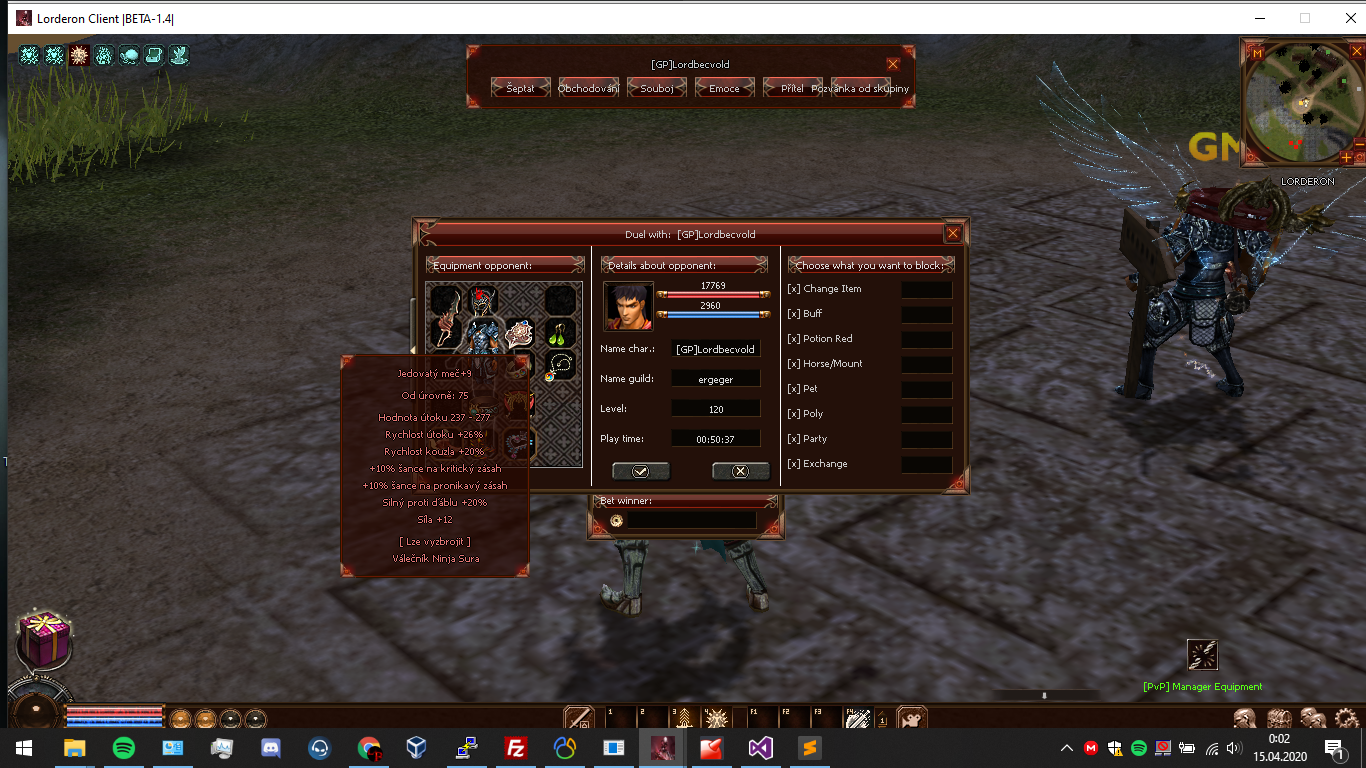 Lorderon Client |BETA-1.4|
[GP]Lordbecvold
Šeptat
Obchodování
Souboj
Emoce
Přítel
Pozvánka od skupiny
M
GM
LORDERON
Duel with: [GP]Lordbecvold
Equipment opponent:
Details about opponent:
Choose what you want to block:
17769
2960
Name char.: [GP]Lordbecvold
Name guild: ergeger
Level: 120
Play time: 00:50:37
[x] Change Item
[x] Buff
[x] Potion Red
[x] Horse/Mount
[x] Pet
[x] Poly
[x] Party
[x] Exchange
Bet winner:
Jedovatý meč+9
Od úrovně: 75
Hodnota útoku 237 - 277
Rychlost útoku +26%
Rychlost kouzla +20%
+10% šance na kritický zásah
+10% šance na pronikavý zásah
Silný proti ďáblu +20%
Síla +12
[ Lze vyzbrojit ]
Válečník Ninja Sura
[PvP] Manager Equipment
1 2 3 4 F1 F2 F3 F4 1
0:02
15.04.2020
1